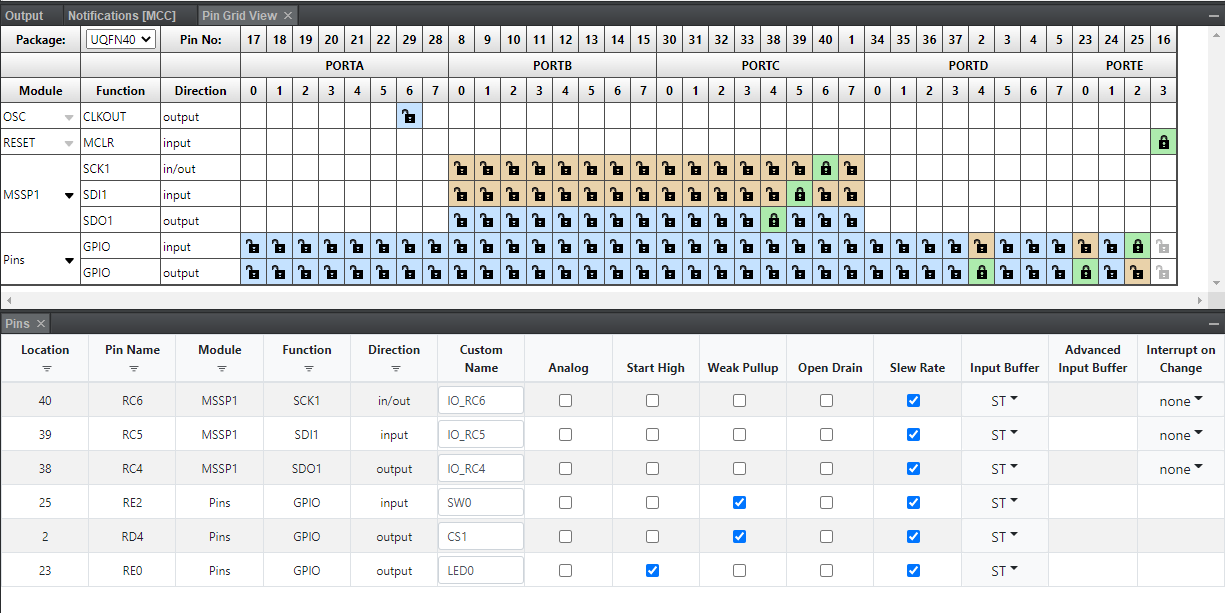 Output Notifications [MCC] Pin Grid View ×
Package: UQFN40 Pin No: 17 18 19 20 21 22 29 28 8 9 10 11 12 13 14 15 30 31 32 33 38 39 40 1 34 35 36 37 2 3 4 5 23 24 25 16
PORTA PORTB PORTC PORTD PORTE
Module Function Direction 0 1 2 3 4 5 6 7 0 1 2 3 4 5 6 7 0 1 2 3 4 5 6 7 0 1 2 3 4 5 6 7 0 1 2 3
OSC CLKOUT output
RESET MCLR input
SCK1 in/out
MSSP1 SDI1 input
SDO1 output
GPIO input
Pins
GPIO output
Pins ×
Location Pin Name Module Function Direction Custom Name Analog Start High Weak Pullup Open Drain Slew Rate Input Buffer Advanced Input Buffer Interrupt on Change
40 RC6 MSSP1 SCK1 in/out IO_RC6 ST none
39 RC5 MSSP1 SDI1 input IO_RC5 ST none
38 RC4 MSSP1 SDO1 output IO_RC4 ST none
25 RE2 Pins GPIO input SW0 ST
2 RD4 Pins GPIO output CS1 ST
23 RE0 Pins GPIO output LED0 ST